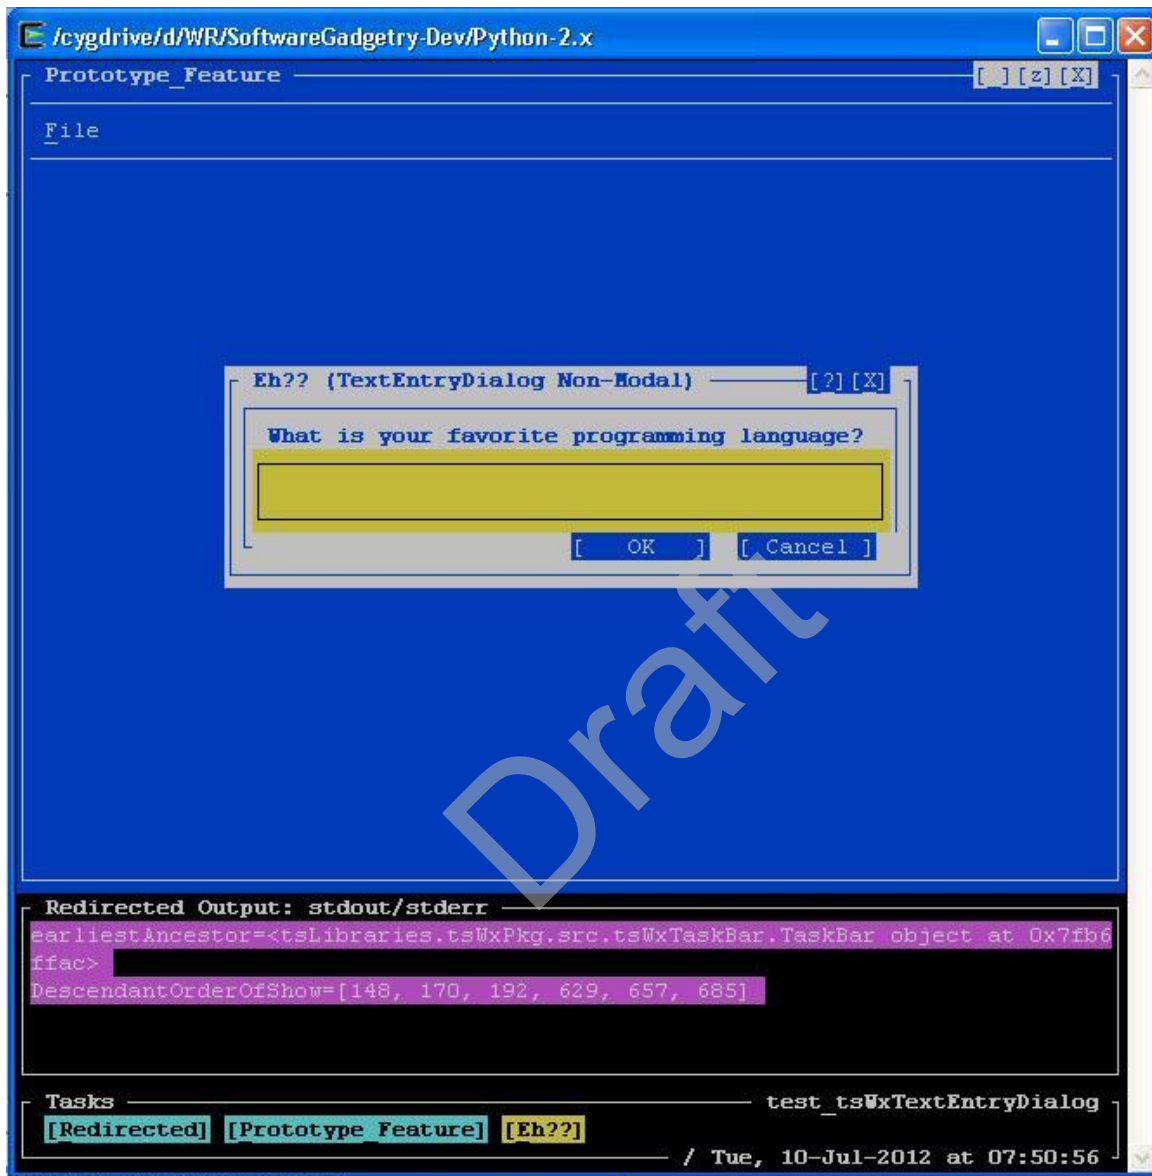 /cygdrive/d/WR/SoftwareGadgetry-Dev/Python-2.x
Prototype_Feature [_][z][X]
File
Eh?? (TextEntryDialog Non-Modal) [?][X]
What is your favorite programming language?
[ OK ] [ Cancel ]
Draft
Redirected Output: stdout/stderr
earliestAncestor=<tsLibraries.tsWxPkg.src.tsWxTaskBar.TaskBar object at 0x7fb6
ffac>
DescendantOrderOfShow=[148, 170, 192, 629, 657, 685]
Tasks test_tsWxTextEntryDialog
[Redirected] [Prototype_Feature] [Eh??]
/ Tue, 10-Jul-2012 at 07:50:56